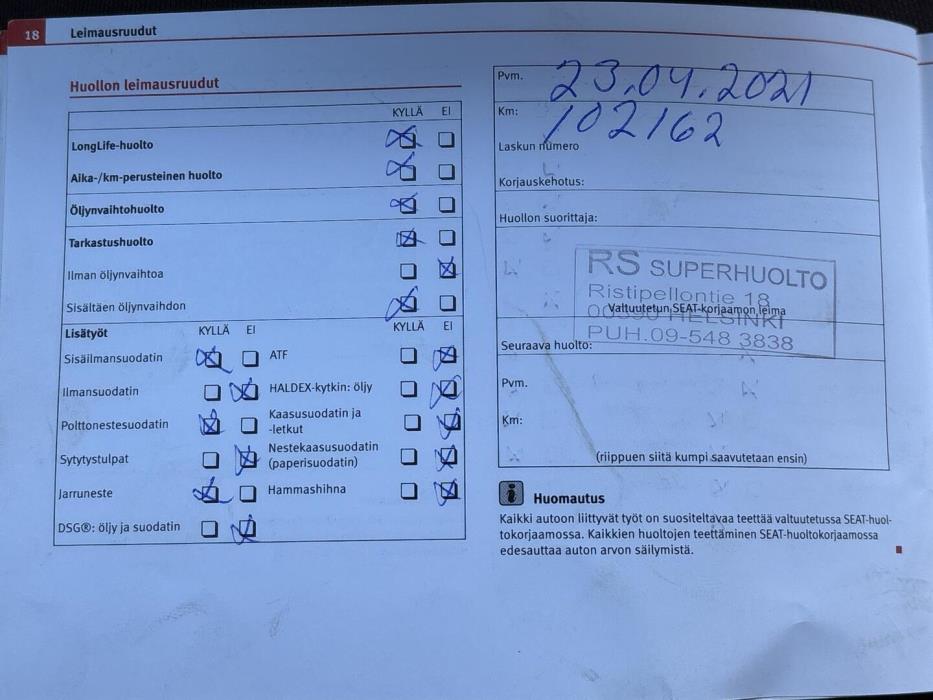 18 Leimausruudut
Huollon leimausruudut
KYLLÄ EI
LongLife-huolto
Aika-/km-perusteinen huolto
Öljynvaihtohuolto
Tarkastushuolto
Ilman öljynvaihtoa
Sisältäen öljynvaihdon
Lisätyöt KYLLÄ EI KYLLÄ EI
Sisäilmansuodatin ATF
Ilmansuodatin HALDEX-kytkin: öljy
Polttonestesuodatin Kaasusuodatin ja
-letkut
Sytytystulpat Nestekaasusuodatin
(paperisuodatin)
Jarruneste Hammashihna
DSG®: öljy ja suodatin
Pvm. 23.04.2021
Km: 102162
Laskun numero
Korjauskehotus:
Huollon suorittaja:
RS SUPERHUOLTO
Ristipellontie 18
Valtuutetun SEAT-korjaamon leima
HELSINKI
PUH.09-548 3838
Seuraava huolto:
Pvm.
Km:
(riippuen siitä kumpi saavutetaan ensin)
Huomautus
Kaikki autoon liittyvät työt on suositeltavaa teettää valtuutetussa SEAT-huol-
tokorjaamossa. Kaikkien huoltojen teettäminen SEAT-huoltokorjaamossa
edesauttaa auton arvon säilymistä.